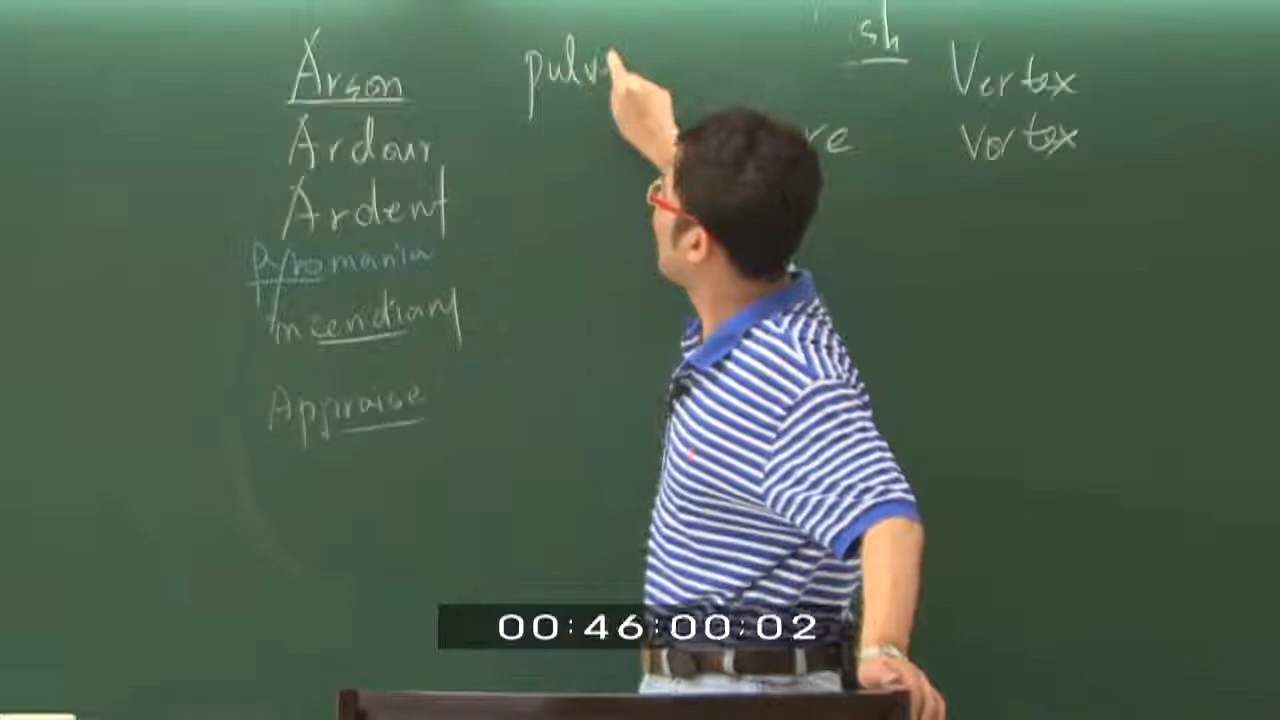 Arson
Ardour
Ardent
Pyromania
Incendiary
Appraise
pulv
sh
re
Vertex
Vortex
00:46:00;02